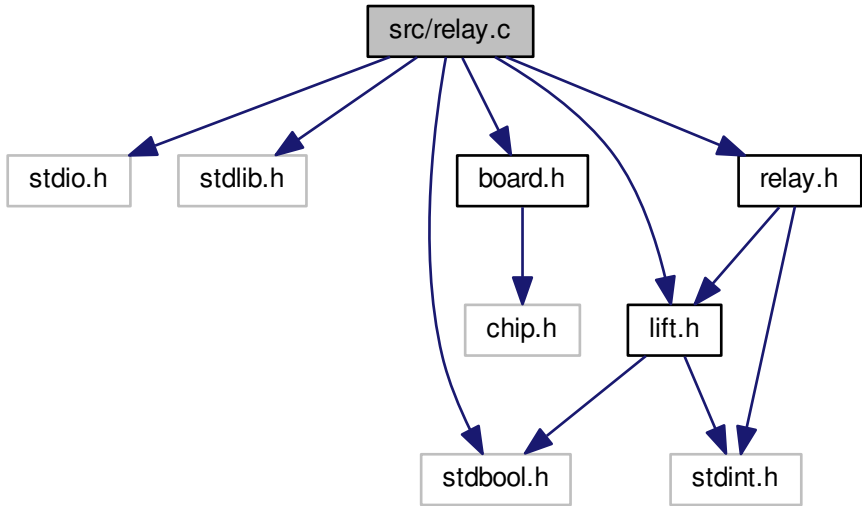 src/relay.c
stdio.h
stdlib.h
board.h
relay.h
chip.h
lift.h
stdbool.h
stdint.h